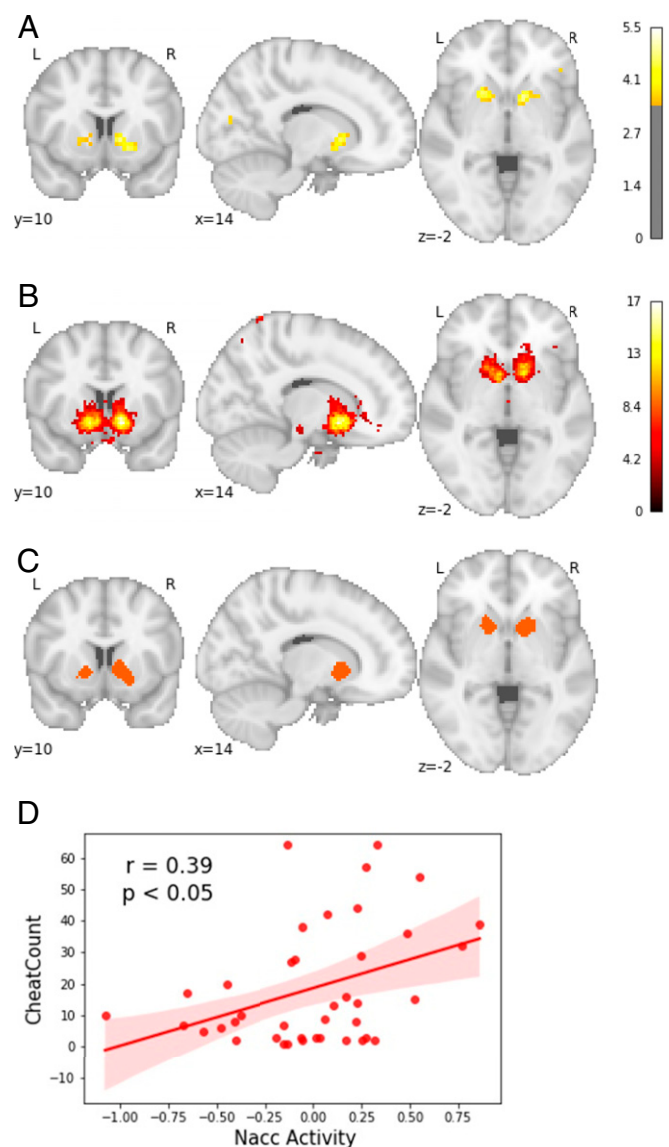 A
L R L R
5.5
4.1
2.7
1.4
0
y=10 x=14 z=-2
B
L R L R
17
13
8.4
4.2
0
y=10 x=14 z=-2
C
L R L R
y=10 x=14 z=-2
D
r = 0.39
p < 0.05
60
50
40
30
20
10
0
−10
CheatCount
−1.00 −0.75 −0.50 −0.25 0.00 0.25 0.50 0.75
Nacc Activity